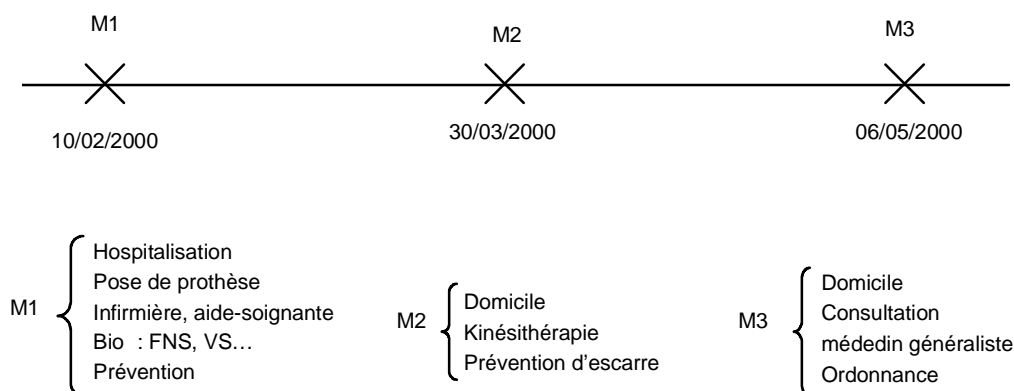 M1
M2
M3
10/02/2000
30/03/2000
06/05/2000
M1
Hospitalisation
Pose de prothèse
Infirmière, aide-soignante
Bio : FNS, VS…
Prévention
M2
Domicile
Kinésithérapie
Prévention d'escarre
M3
Domicile
Consultation
médedin généraliste
Ordonnance